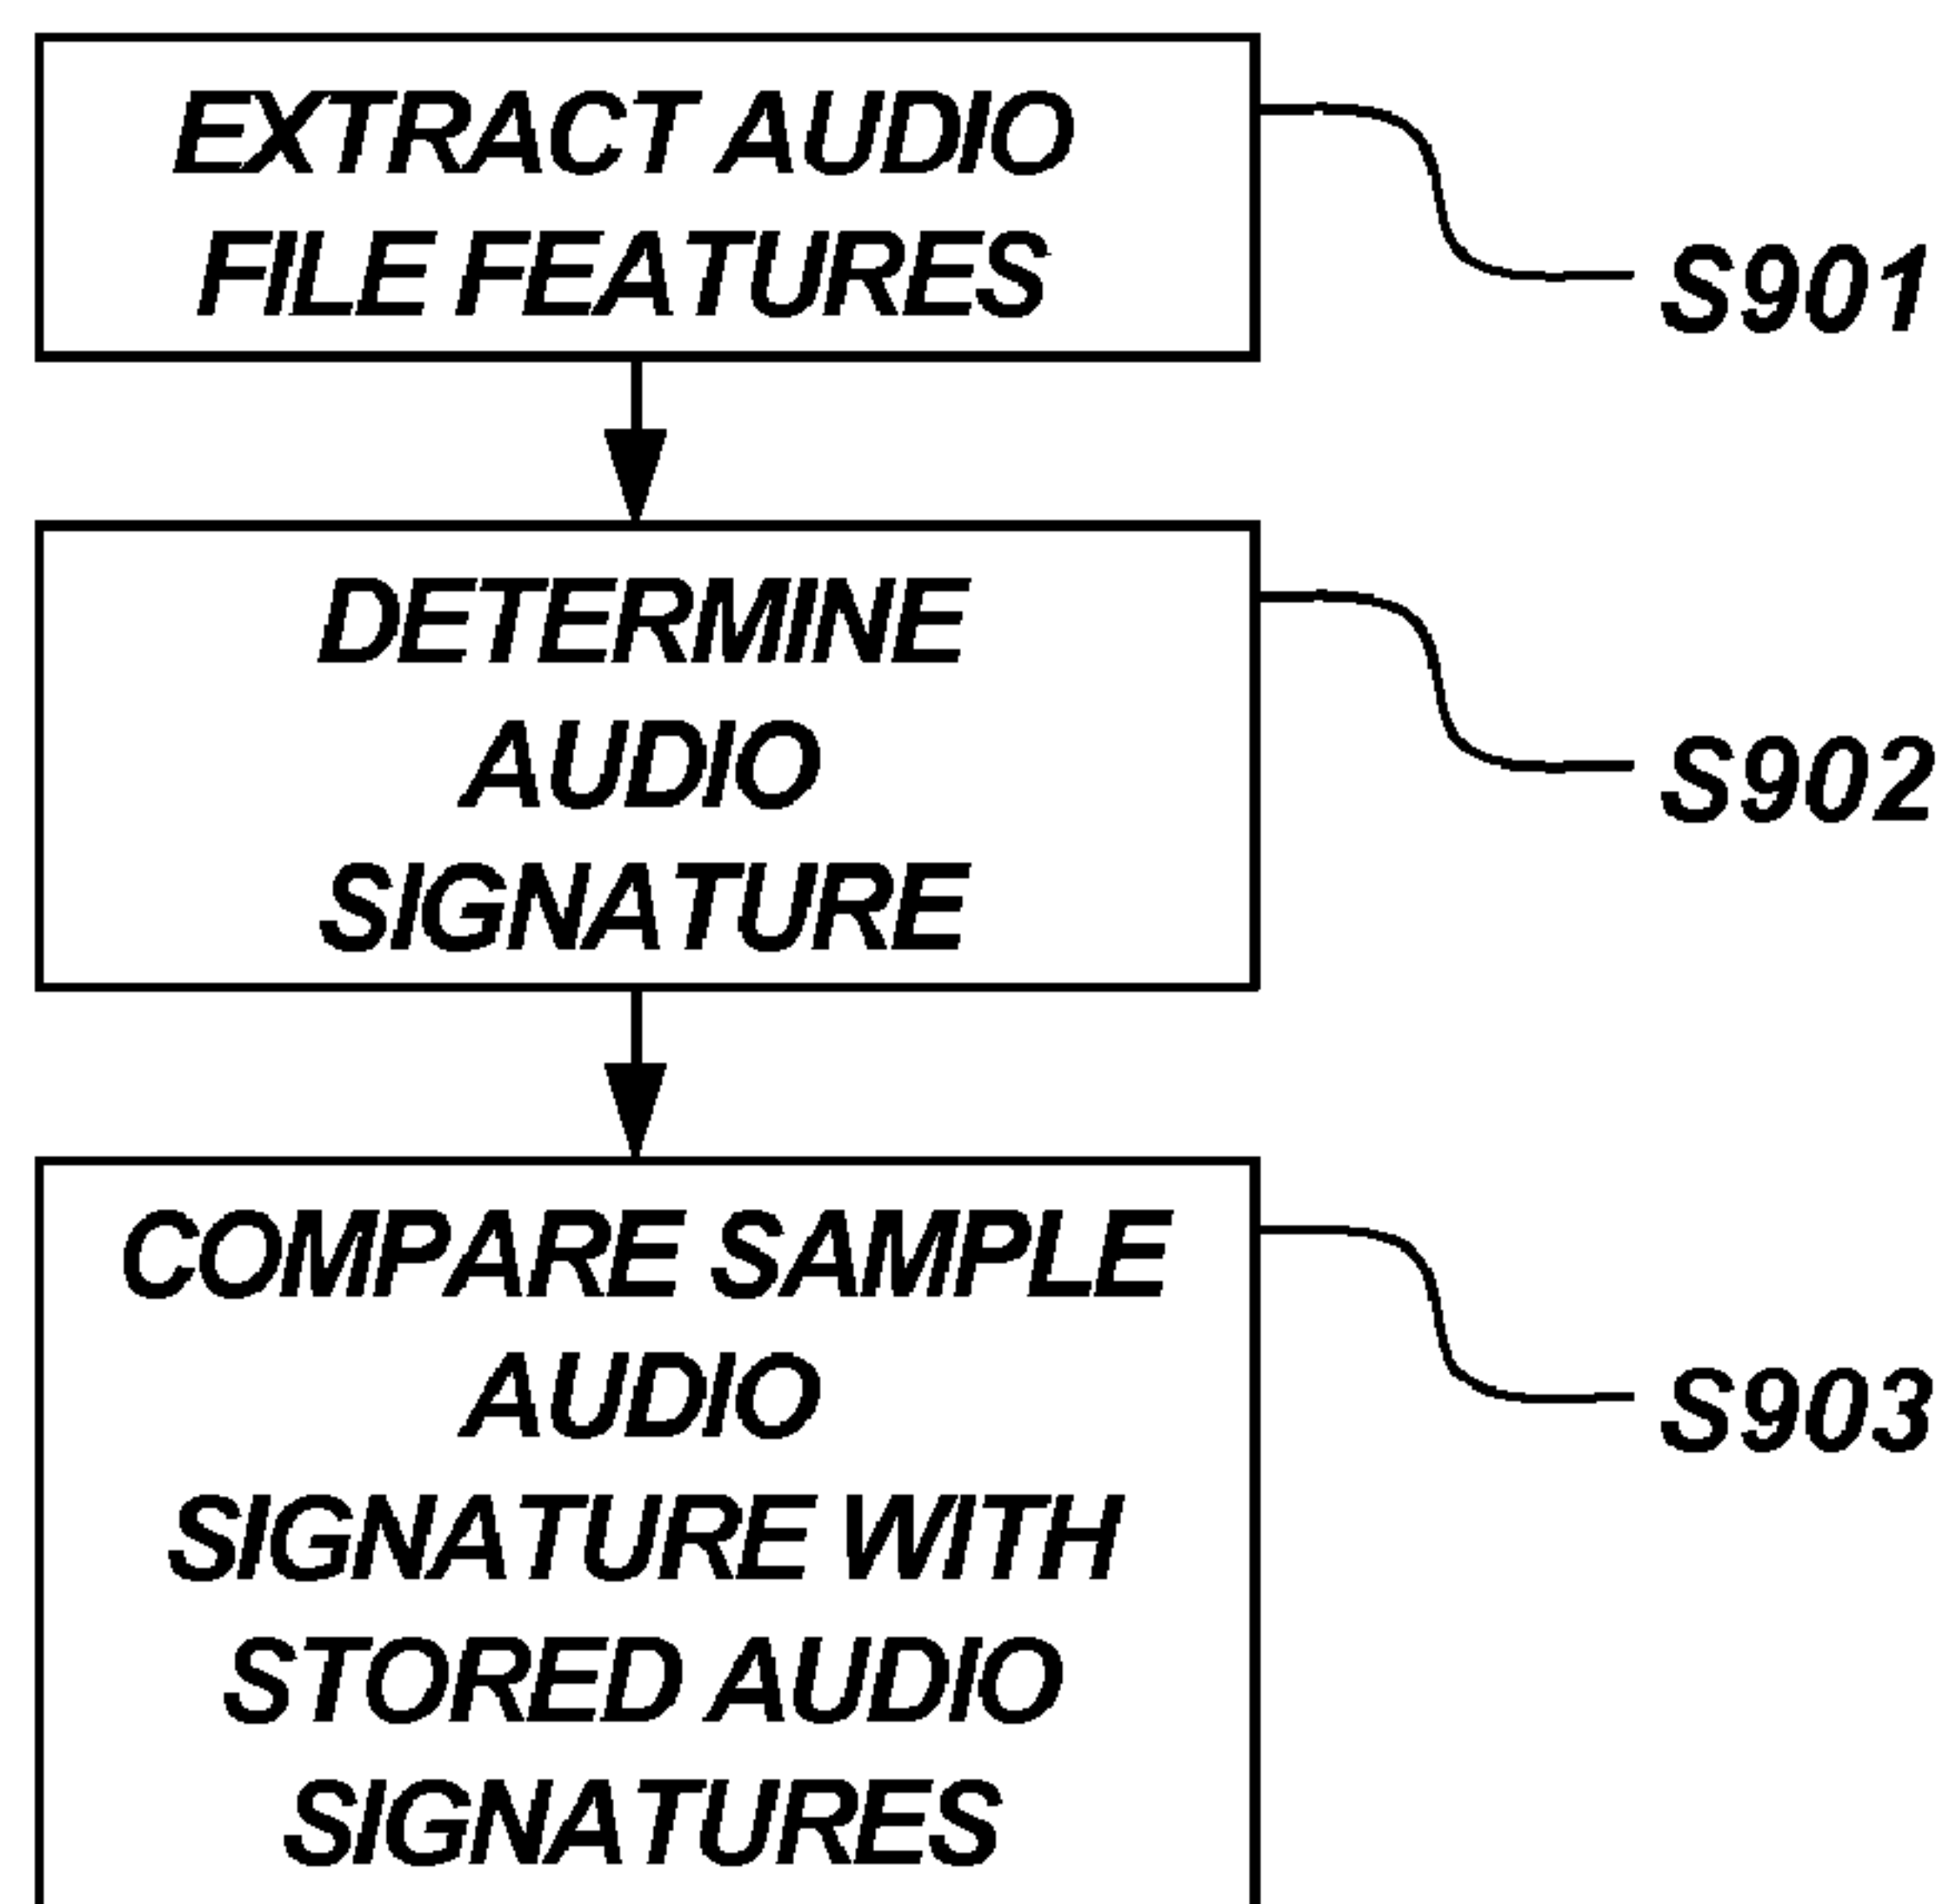 EXTRACT AUDIO
FILE FEATURES
S901
DETERMINE
AUDIO
SIGNATURE
S902
COMPARE SAMPLE
AUDIO
SIGNATURE WITH
STORED AUDIO
SIGNATURES
S903